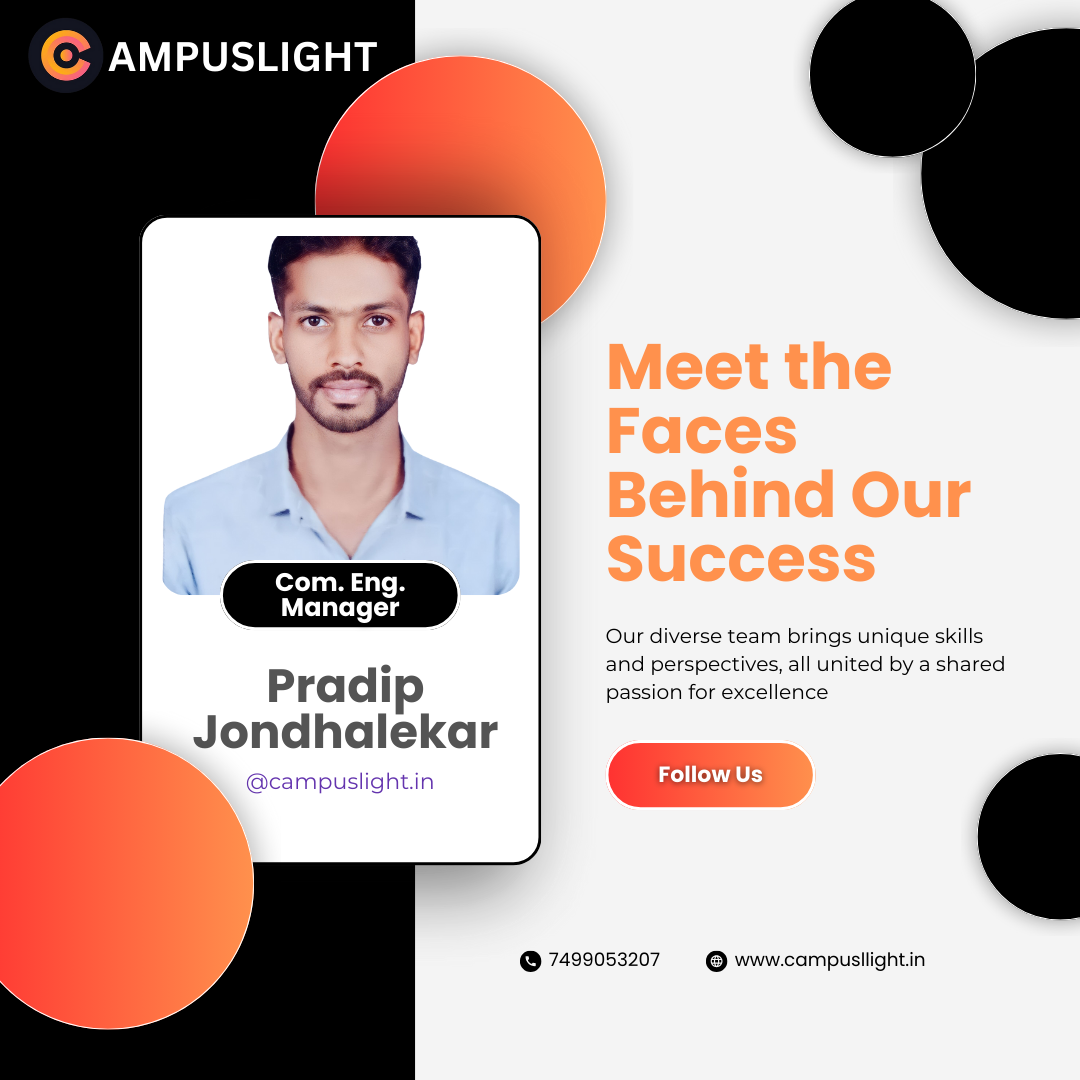 CAMPUSLIGHT
Com. Eng.
Manager
Pradip
Jondhalekar
@campuslight.in
Meet the
Faces
Behind Our
Success
Our diverse team brings unique skills
and perspectives, all united by a shared
passion for excellence
Follow Us
7499053207
www.campusllight.in